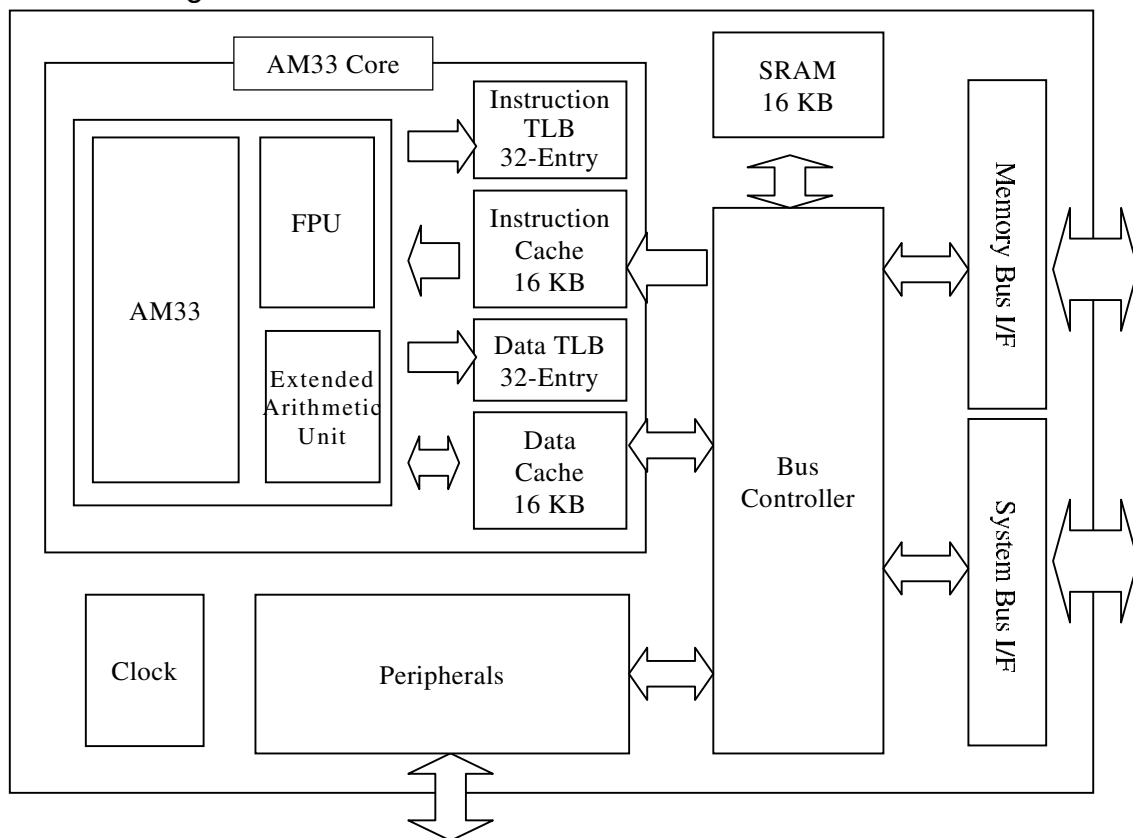 AM33 Core
SRAM
16 KB
Instruction
TLB
32-Entry
Instruction
Cache
16 KB
Data TLB
32-Entry
Data
Cache
16 KB
AM33
FPU
Extended
Arithmetic
Unit
Bus
Controller
Memory Bus I/F
System Bus I/F
Clock
Peripherals